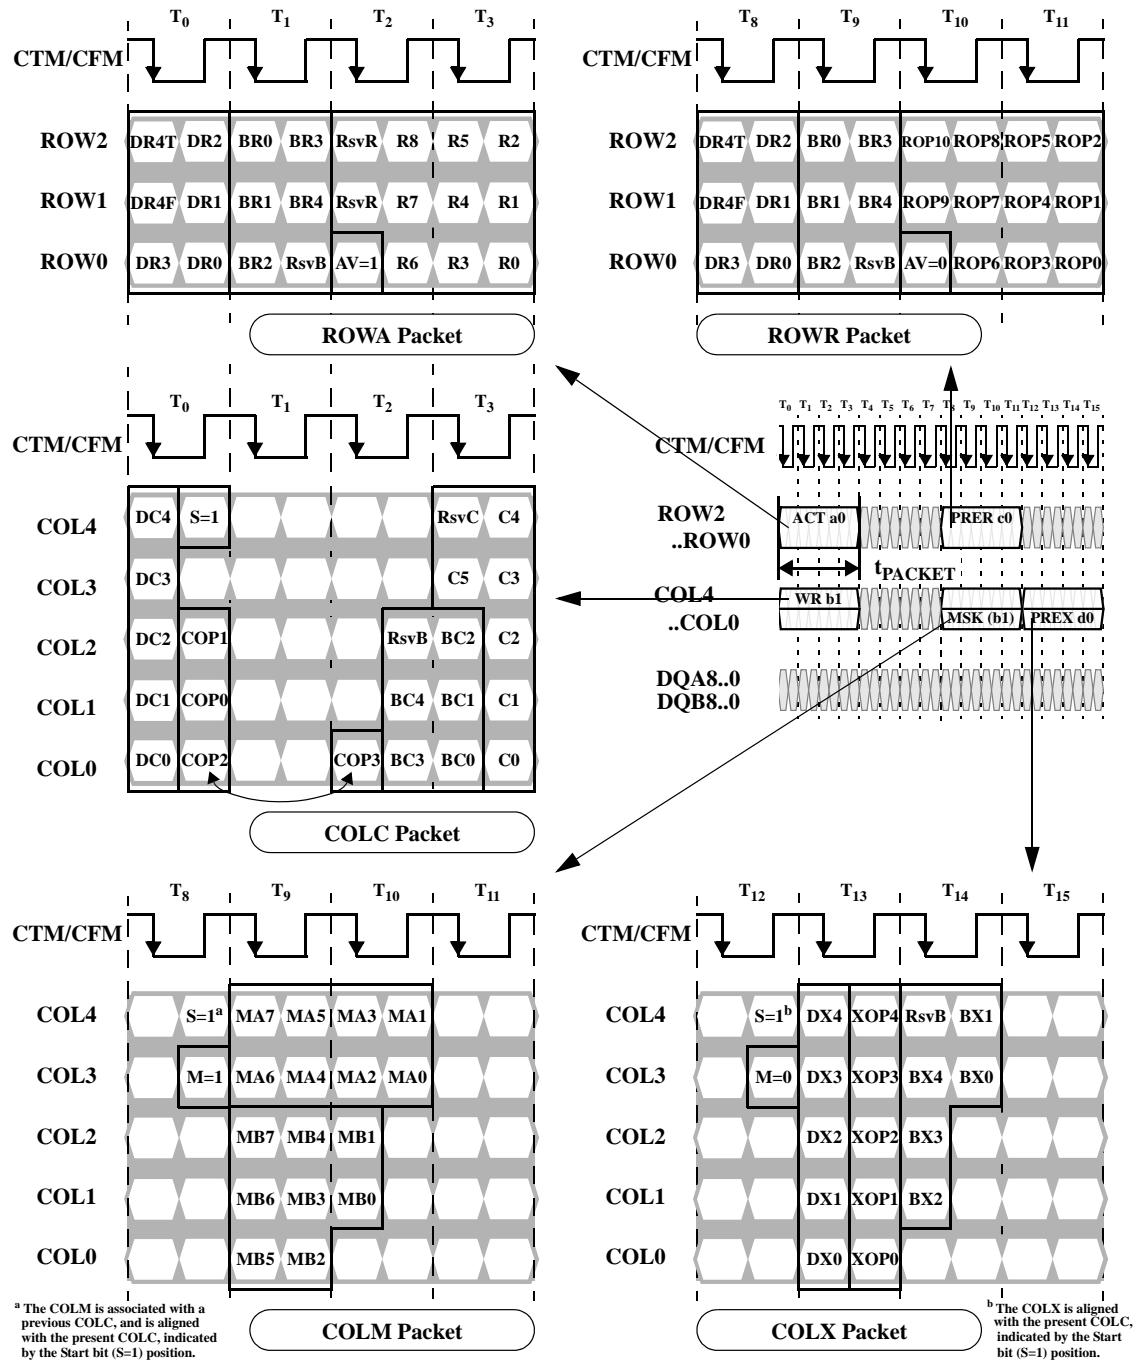 T0 T1 T2 T3
CTM/CFM
ROW2 DR4T DR2 BR0 BR3 RsvR R8 R5 R2
ROW1 DR4F DR1 BR1 BR4 RsvR R7 R4 R1
ROW0 DR3 DR0 BR2 RsvB AV=1 R6 R3 R0
ROWA Packet
T8 T9 T10 T11
CTM/CFM
ROW2 DR4T DR2 BR0 BR3 ROP10 ROP8 ROP5 ROP2
ROW1 DR4F DR1 BR1 BR4 ROP9 ROP7 ROP4 ROP1
ROW0 DR3 DR0 BR2 RsvB AV=0 ROP6 ROP3 ROP0
ROWR Packet
T0 T1 T2 T3
CTM/CFM
COL4 DC4 S=1 RsvC C4
COL3 DC3 C5 C3
COL2 DC2 COP1 RsvB BC2 C2
COL1 DC1 COP0 BC4 BC1 C1
COL0 DC0 COP2 COP3 BC3 BC0 C0
COLC Packet
T0 T1 T2 T3 T4 T5 T6 T7 T8 T9 T10 T11 T12 T13 T14 T15
CTM/CFM
ROW2 ACT a0 PRER c0
..ROW0
tPACKET
COL4 WR b1
..COL0 MSK (b1) PREX d0
DQA8..0
DQB8..0
T8 T9 T10 T11
CTM/CFM
COL4 S=1a MA7 MA5 MA3 MA1
COL3 M=1 MA6 MA4 MA2 MA0
COL2 MB7 MB4 MB1
COL1 MB6 MB3 MB0
COL0 MB5 MB2
COLM Packet
a The COLM is associated with a
previous COLC, and is aligned
with the present COLC, indicated
by the Start bit (S=1) position.
T12 T13 T14 T15
CTM/CFM
COL4 S=1b DX4 XOP4 RsvB BX1
COL3 M=0 DX3 XOP3 BX4 BX0
COL2 DX2 XOP2 BX3
COL1 DX1 XOP1 BX2
COL0 DX0 XOP0
COLX Packet
b The COLX is aligned
with the present COLC,
indicated by the Start
bit (S=1) position.